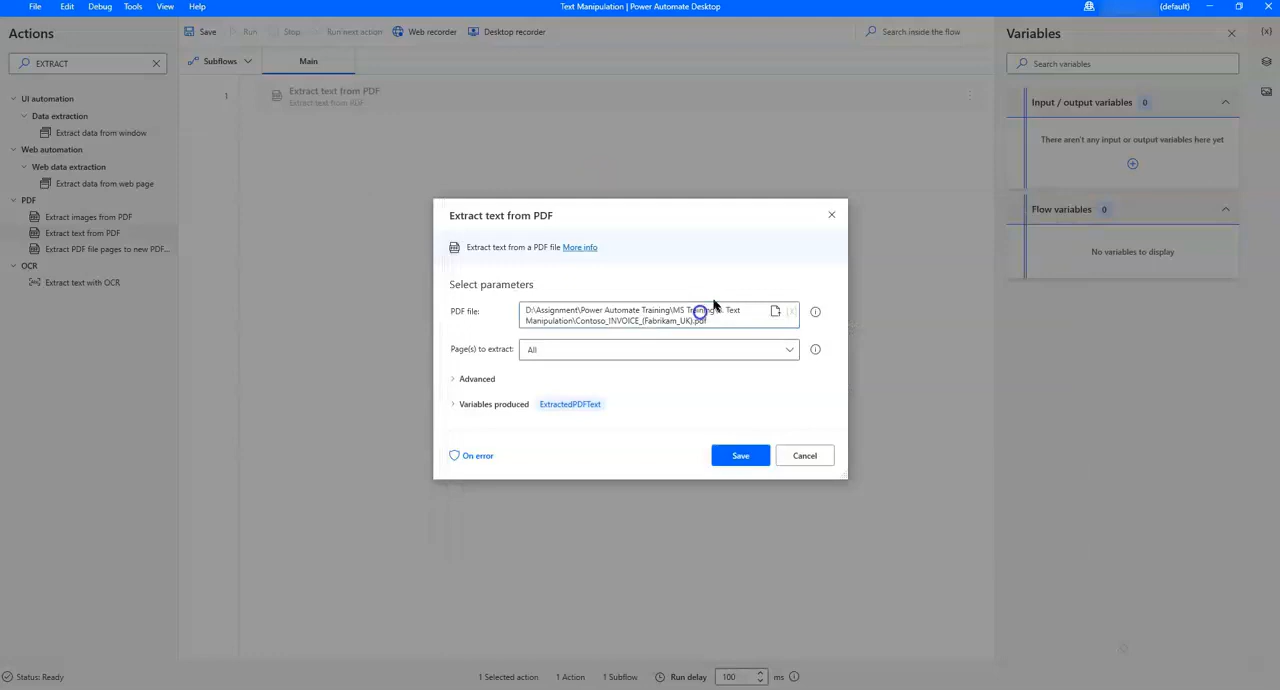 File Edit Debug Tools View Help
Text Manipulation | Power Automate Desktop
(default)
Actions
EXTRACT
UI automation
Data extraction
Extract data from window
Web automation
Web data extraction
Extract data from web page
PDF
Extract images from PDF
Extract text from PDF
Extract PDF file pages to new PDF...
OCR
Extract text with OCR
Save Run Stop Run next action Web recorder Desktop recorder
Search inside the flow
Subflows Main
1
Extract text from PDF
Extract text from PDF
Extract text from PDF
Extract text from a PDF file More info
Select parameters
PDF file:
D:\Assignment\Power Automate Training\MS Training Text
Manipulation\Contoso_INVOICE_(Fabrikam_UK).pdf
Page(s) to extract: All
Advanced
Variables produced ExtractedPDFText
On error
Save Cancel
Variables
{x}
Search variables
Input / output variables 0
There aren't any input or output variables here yet
Flow variables 0
No variables to display
Status: Ready
1 Selected action 1 Action 1 Subflow Run delay 100 ms